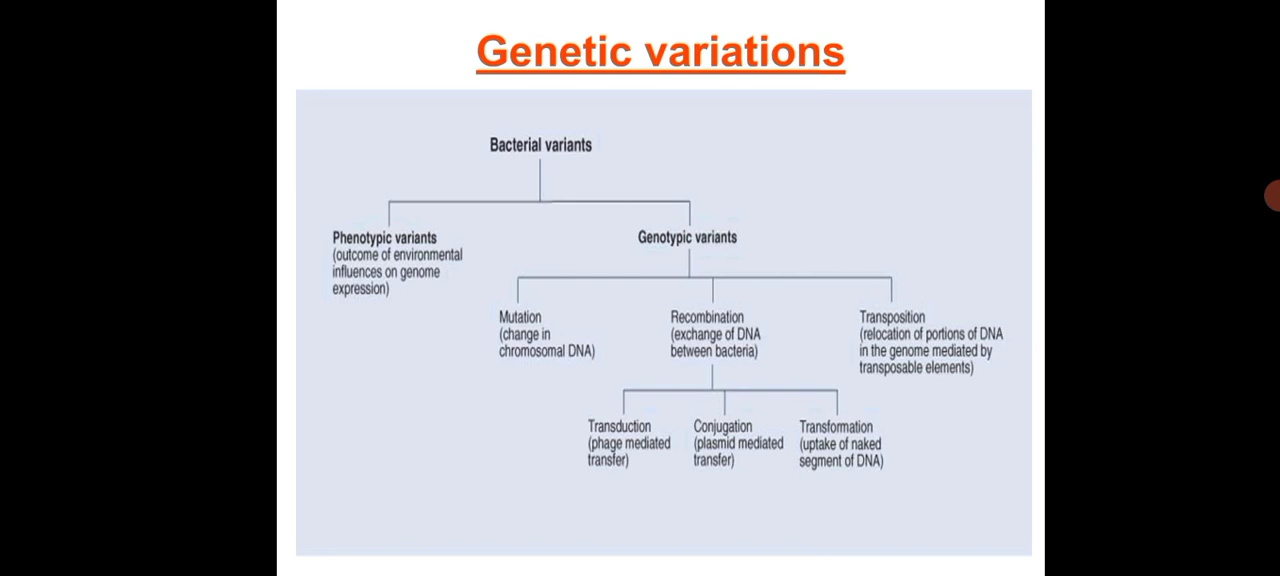 Genetic variations
Bacterial variants
Phenotypic variants
(outcome of environmental
influences on genome
expression)
Genotypic variants
Mutation
(change in
chromosomal DNA)
Recombination
(exchange of DNA
between bacteria)
Transposition
(relocation of portions of DNA
in the genome mediated by
transposable elements)
Transduction
(phage mediated
transfer)
Conjugation
(plasmid mediated
transfer)
Transformation
(uptake of naked
segment of DNA)